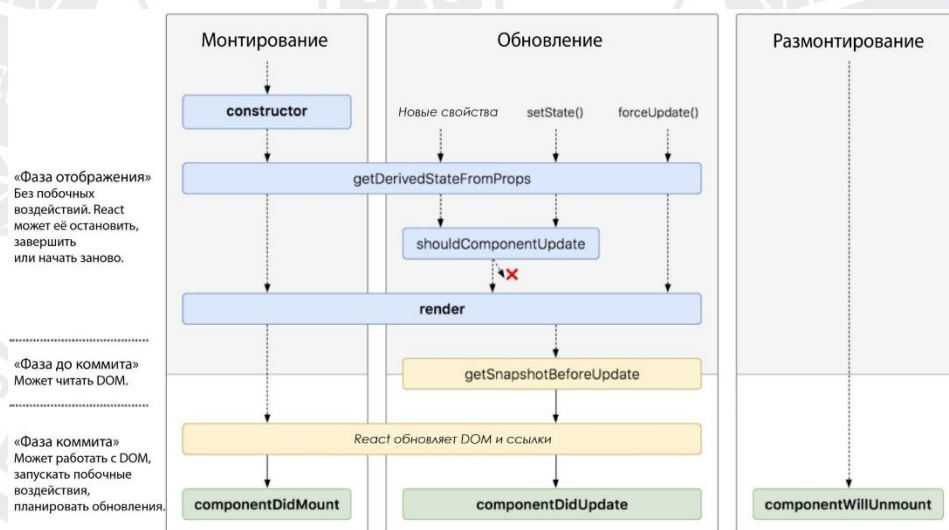 Монтирование
Обновление
Размонтирование
constructor
Новые свойства
setState()
forceUpdate()
«Фаза отображения»
Без побочных
воздействий. React
может её остановить,
завершить
или начать заново.
getDerivedStateFromProps
shouldComponentUpdate
render
«Фаза до коммита»
Может читать DOM.
getSnapshotBeforeUpdate
«Фаза коммита»
Может работать с DOM,
запускать побочные
воздействия,
планировать обновления.
React обновляет DOM и ссылки
componentDidMount
componentDidUpdate
componentWillUnmount